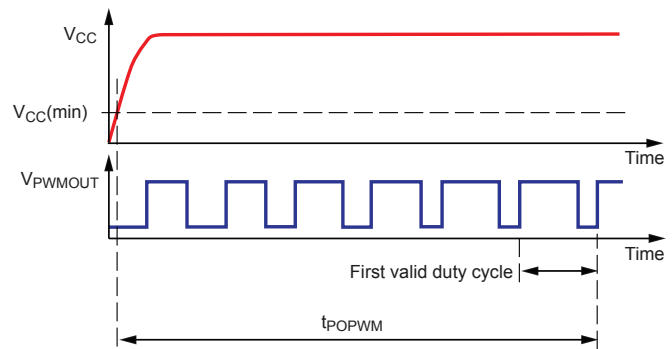 VCC
VCC(min)
Time
VPWMOUT
Time
First valid duty cycle
tPOPWM